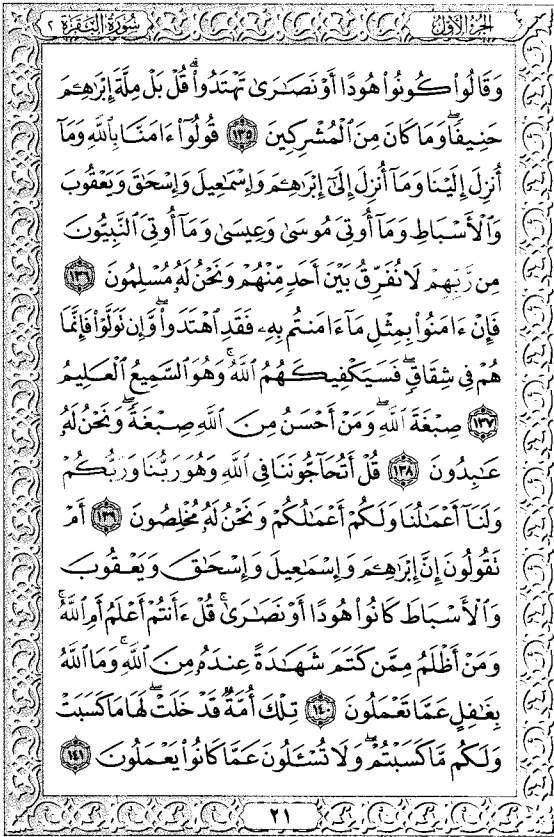 الجزء الأول
سورة البقرة ٢
وَقَالُوا۟ كُونُوا۟ هُودًا أَوْ نَصَـٰرَىٰ تَهْتَدُوا۟ ۗ قُلْ بَلْ مِلَّةَ إِبْرَٰهِـۧمَ
حَنِيفًا ۖ وَمَا كَانَ مِنَ ٱلْمُشْرِكِينَ ١٣٥ قُولُوٓا۟ ءَامَنَّا بِٱللَّهِ وَمَآ
أُنزِلَ إِلَيْنَا وَمَآ أُنزِلَ إِلَىٰٓ إِبْرَٰهِـۧمَ وَإِسْمَـٰعِيلَ وَإِسْحَـٰقَ وَيَعْقُوبَ
وَٱلْأَسْبَاطِ وَمَآ أُوتِىَ مُوسَىٰ وَعِيسَىٰ وَمَآ أُوتِىَ ٱلنَّبِيُّونَ
مِن رَّبِّهِمْ لَا نُفَرِّقُ بَيْنَ أَحَدٍ مِّنْهُمْ وَنَحْنُ لَهُۥ مُسْلِمُونَ ١٣٦
فَإِنْ ءَامَنُوا۟ بِمِثْلِ مَآ ءَامَنتُم بِهِۦ فَقَدِ ٱهْتَدَوا۟ ۖ وَّإِن تَوَلَّوْا۟ فَإِنَّمَا
هُمْ فِى شِقَاقٍ ۖ فَسَيَكْفِيكَهُمُ ٱللَّهُ ۚ وَهُوَ ٱلسَّمِيعُ ٱلْعَلِيمُ
١٣٧ صِبْغَةَ ٱللَّهِ ۖ وَمَنْ أَحْسَنُ مِنَ ٱللَّهِ صِبْغَةً ۖ وَنَحْنُ لَهُۥ
عَـٰبِدُونَ ١٣٨ قُلْ أَتُحَآجُّونَنَا فِى ٱللَّهِ وَهُوَ رَبُّنَا وَرَبُّكُمْ
وَلَنَآ أَعْمَـٰلُنَا وَلَكُمْ أَعْمَـٰلُكُمْ وَنَحْنُ لَهُۥ مُخْلِصُونَ ١٣٩ أَمْ
تَقُولُونَ إِنَّ إِبْرَٰهِـۧمَ وَإِسْمَـٰعِيلَ وَإِسْحَـٰقَ وَيَعْقُوبَ
وَٱلْأَسْبَاطَ كَانُوا۟ هُودًا أَوْ نَصَـٰرَىٰ ۗ قُلْ ءَأَنتُمْ أَعْلَمُ أَمِ ٱللَّهُ ۗ
وَمَنْ أَظْلَمُ مِمَّن كَتَمَ شَهَـٰدَةً عِندَهُۥ مِنَ ٱللَّهِ ۗ وَمَا ٱللَّهُ
بِغَـٰفِلٍ عَمَّا تَعْمَلُونَ ١٤٠ تِلْكَ أُمَّةٌ قَدْ خَلَتْ ۖ لَهَا مَا كَسَبَتْ
وَلَكُم مَّا كَسَبْتُمْ ۖ وَلَا تُسْـَٔلُونَ عَمَّا كَانُوا۟ يَعْمَلُونَ ١٤١
٢١